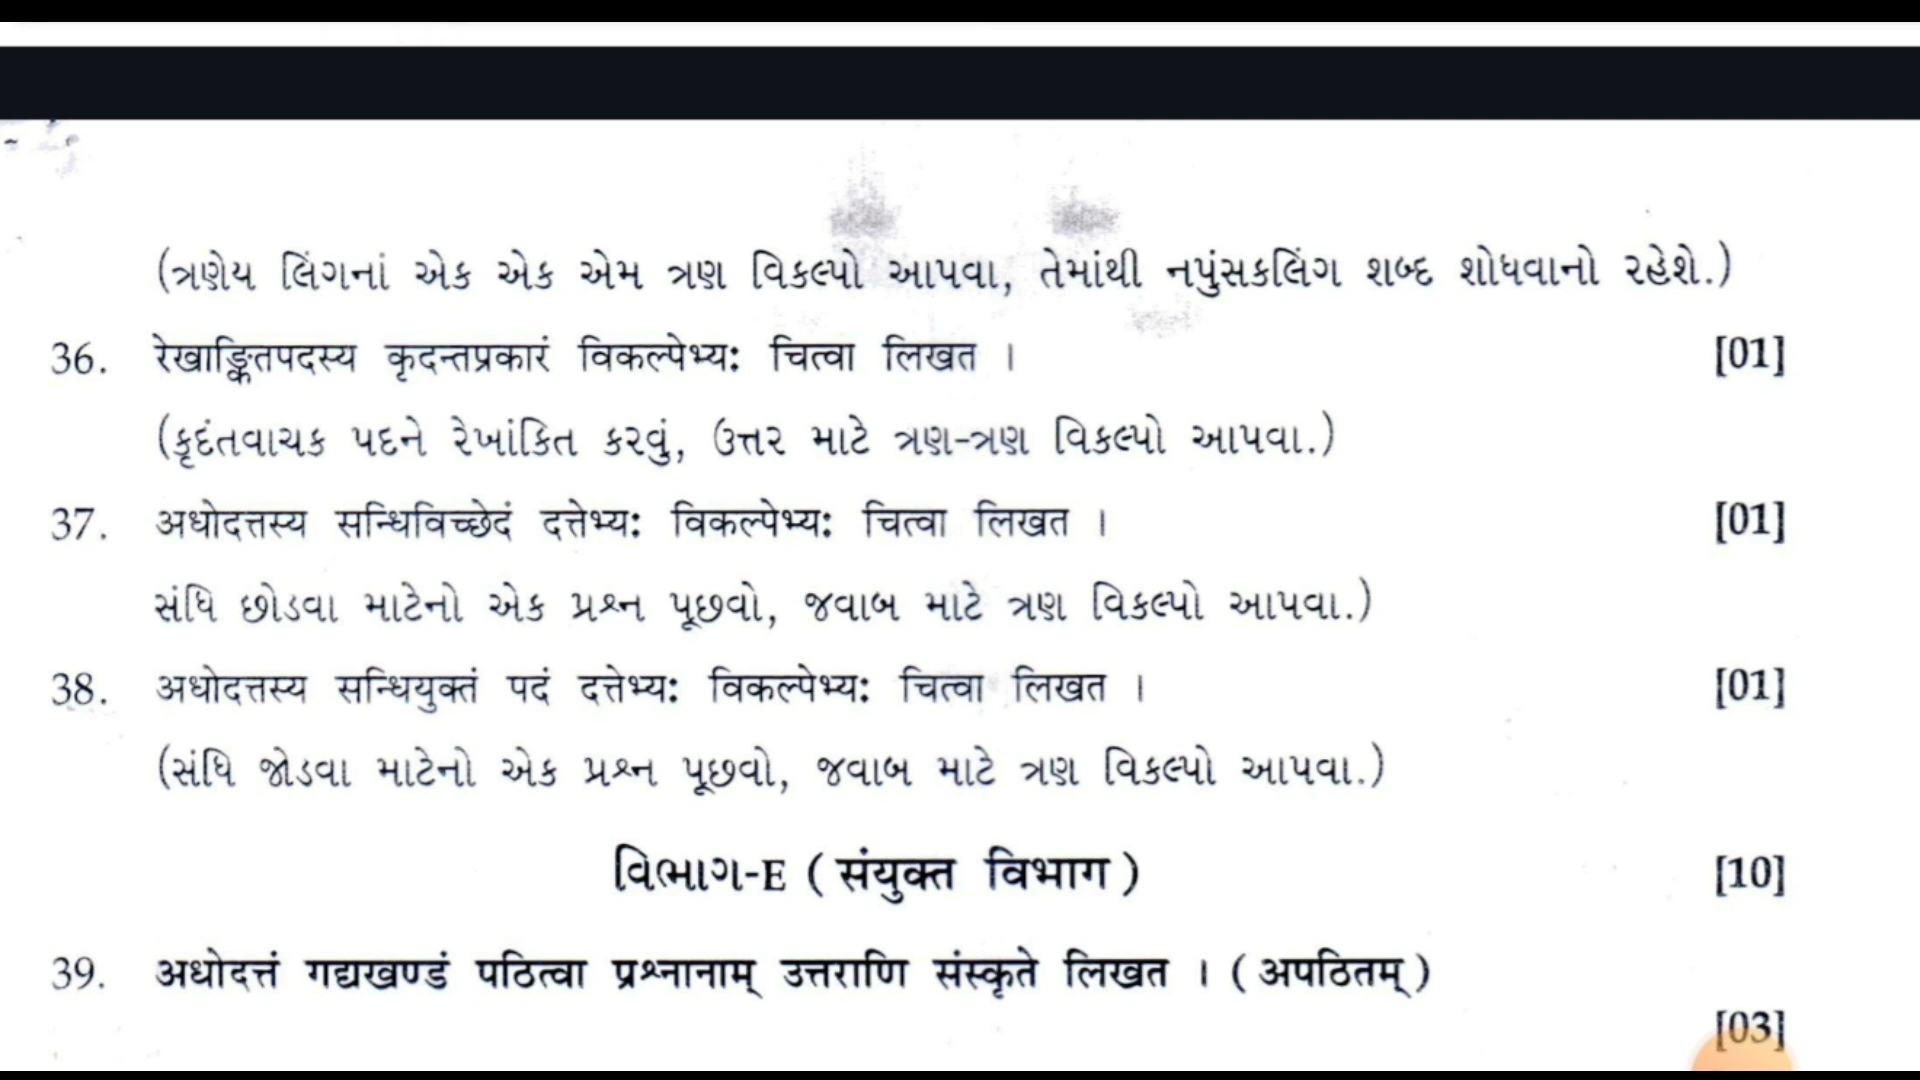 (ત્રણેય લિંગનાં એક એક એમ ત્રણ વિકલ્પો આપવા, તેમાંથી નપુંસકલિંગ શબ્દ શોધવાનો રહેશે.)
36. रेखाङ्कितपदस्य कृदन्तप्रकारं विकल्पेभ्यः चित्वा लिखत । [01]
(કૃદંતવાચક પદને રેખાંકિત કરવું, ઉત્તર માટે ત્રણ-ત્રણ વિકલ્પો આપવા.)
37. अधोदत्तस्य सन्धिविच्छेदं दत्तेभ्यः विकल्पेभ्यः चित्वा लिखत । [01]
સંધિ છોડવા માટેનો એક પ્રશ્ન પૂછવો, જવાબ માટે ત્રણ વિકલ્પો આપવા.)
38. अधोदत्तस्य सन्धियुक्तं पदं दत्तेभ्यः विकल्पेभ्यः चित्वा लिखत । [01]
(સંધિ જોડવા માટેનો એક પ્રશ્ન પૂછવો, જવાબ માટે ત્રણ વિકલ્પો આપવા.)
વિભાગ-E ( संयुक्त विभाग ) [10]
39. अधोदत्तं गद्यखण्डं पठित्वा प्रश्नानाम् उत्तराणि संस्कृते लिखत । ( अपठितम् )
[03]